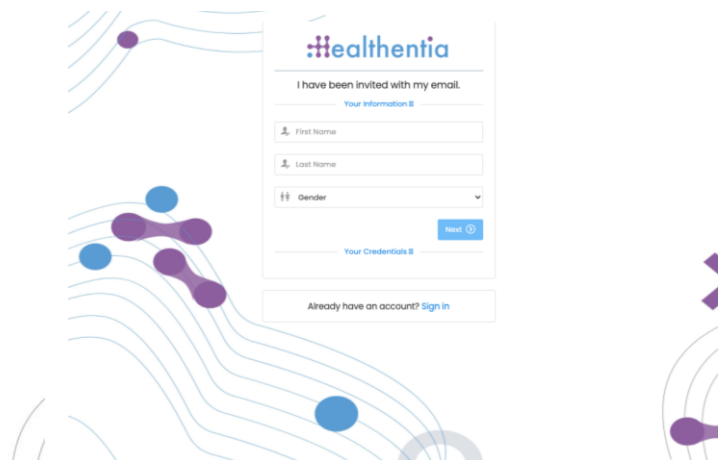 Healthentia
I have been invited with my email.
Your Information
First Name
Last Name
Gender
Next
Your Credentials
Already have an account? Sign in